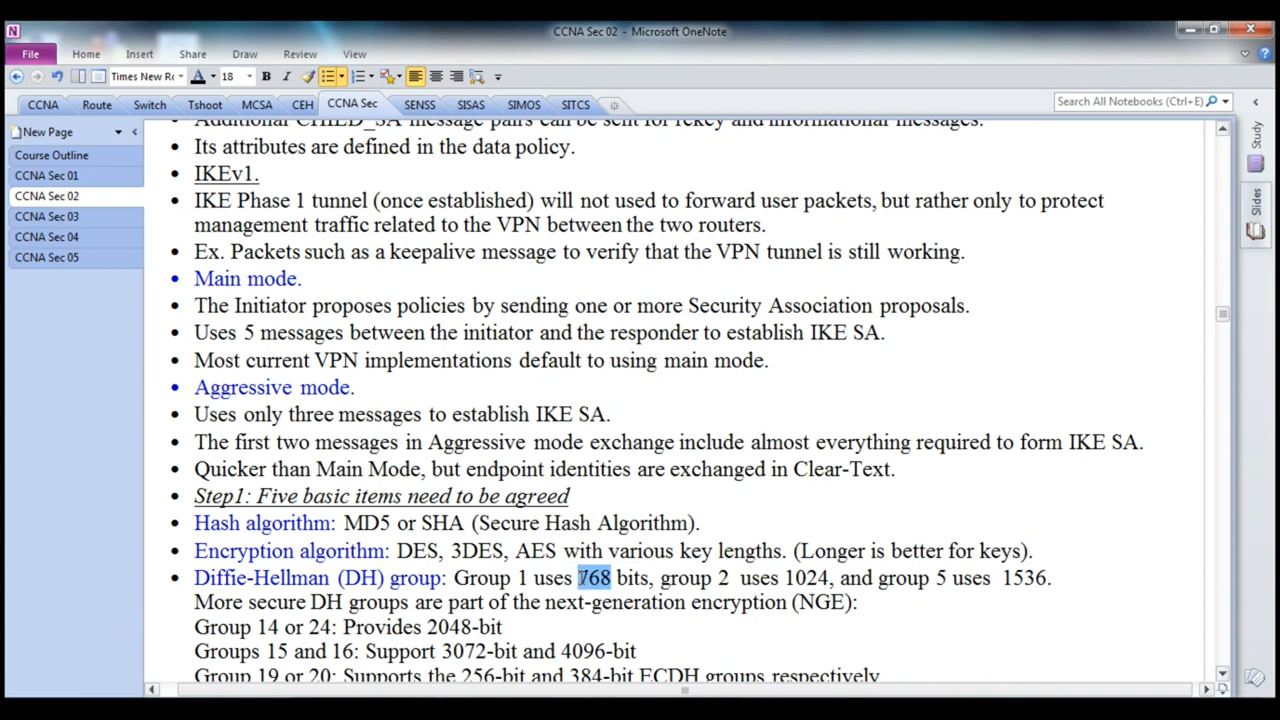 CCNA Sec 02 - Microsoft OneNote
File Home Insert Share Draw Review View
Times New Ro 18 B I
CCNA Route Switch Tshoot MCSA CEH CCNA Sec SENSS SISAS SIMOS SITCS Search All Notebooks (Ctrl+E)
New Page
Course Outline
CCNA Sec 01
CCNA Sec 02
CCNA Sec 03
CCNA Sec 04
CCNA Sec 05
Additional CHIED_SA message pairs can be sent for rekey and informational messages.
• Its attributes are defined in the data policy.
• IKEv1.
• IKE Phase 1 tunnel (once established) will not used to forward user packets, but rather only to protect
management traffic related to the VPN between the two routers.
• Ex. Packets such as a keepalive message to verify that the VPN tunnel is still working.
• Main mode.
• The Initiator proposes policies by sending one or more Security Association proposals.
• Uses 5 messages between the initiator and the responder to establish IKE SA.
• Most current VPN implementations default to using main mode.
• Aggressive mode.
• Uses only three messages to establish IKE SA.
• The first two messages in Aggressive mode exchange include almost everything required to form IKE SA.
• Quicker than Main Mode, but endpoint identities are exchanged in Clear-Text.
• Step1: Five basic items need to be agreed
• Hash algorithm: MD5 or SHA (Secure Hash Algorithm).
• Encryption algorithm: DES, 3DES, AES with various key lengths. (Longer is better for keys).
• Diffie-Hellman (DH) group: Group 1 uses 768 bits, group 2 uses 1024, and group 5 uses 1536.
More secure DH groups are part of the next-generation encryption (NGE):
Group 14 or 24: Provides 2048-bit
Groups 15 and 16: Support 3072-bit and 4096-bit
Group 19 or 20: Supports the 256-bit and 384-bit ECDH groups respectively
Study
Slides